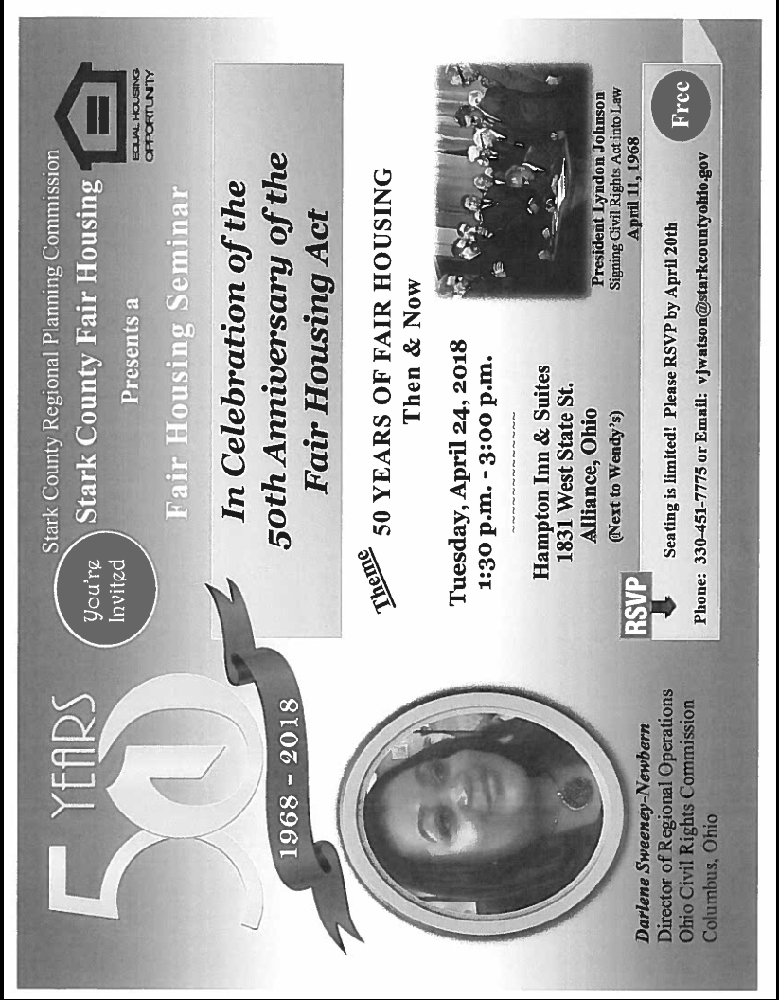 50 YEARS
1968 - 2018
Darlene Sweeney-Newbern
Director of Regional Operations
Ohio Civil Rights Commission
Columbus, Ohio
You're
Invited
Stark County Regional Planning Commission
Stark County Fair Housing
Presents a
Fair Housing Seminar
EQUAL HOUSING
OPPORTUNITY
In Celebration of the
50th Anniversary of the
Fair Housing Act
Theme
50 YEARS OF FAIR HOUSING
Then & Now
Tuesday, April 24, 2018
1:30 p.m. - 3:00 p.m.
~~~~~~~~~~~~~
Hampton Inn & Suites
1831 West State St.
Alliance, Ohio
(Next to Wendy's)
President Lyndon Johnson
Signing Civil Rights Act into Law
April 11, 1968
RSVP
Seating is limited! Please RSVP by April 20th
Phone: 330-451-7775 or Email: vjwatson@starkcountyohio.gov
Free